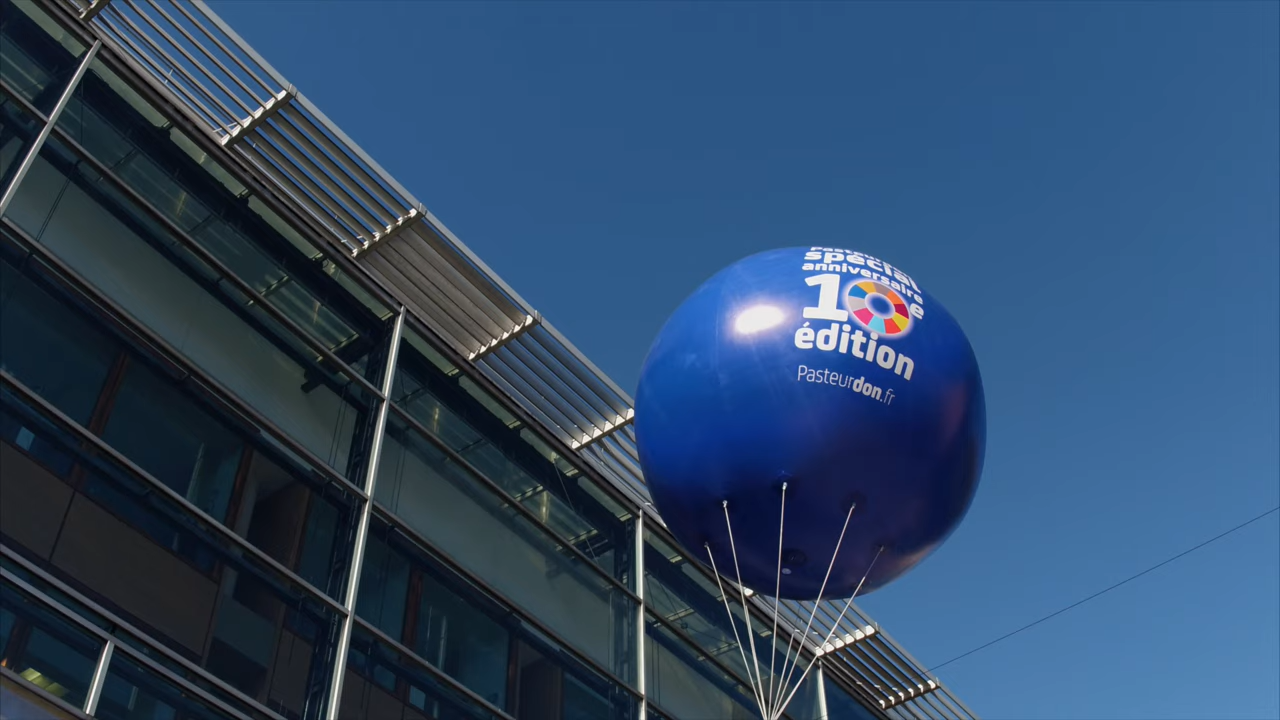 spécial
anniversaire
10e
édition
Pasteurdon.fr